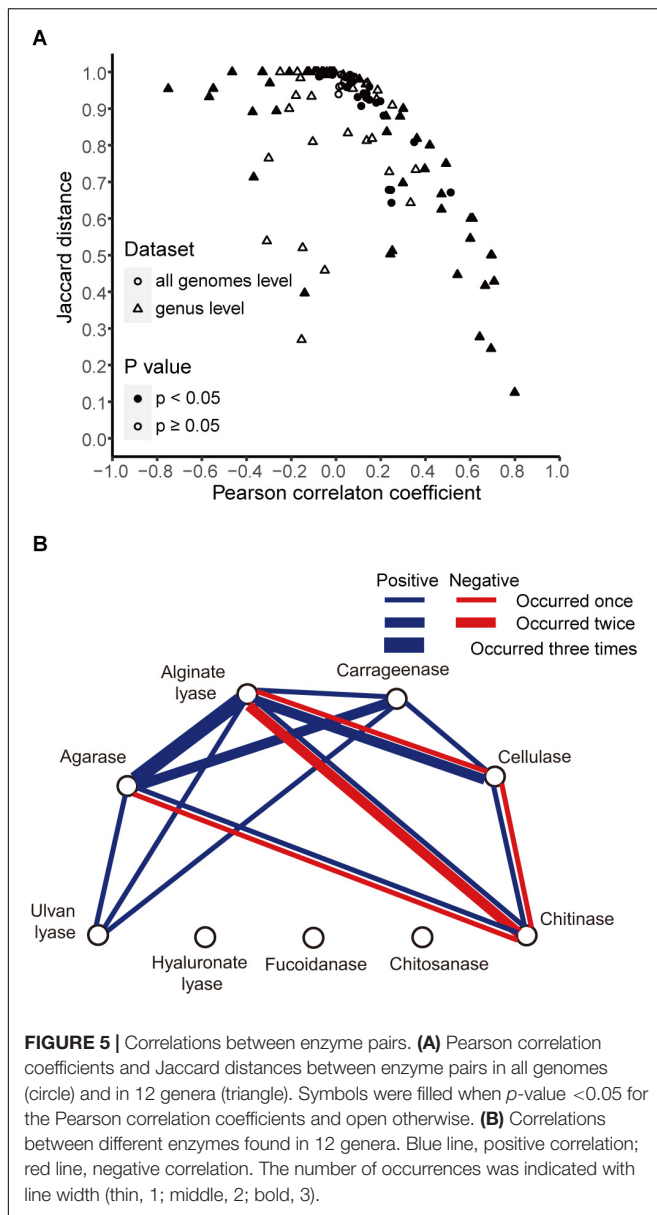 A
1.0
0.9
0.8
0.7
0.6
0.5
0.4
0.3
0.2
0.1
0.0
Jaccard distance
Dataset
all genomes level
genus level
P value
p < 0.05
p ≥ 0.05
−1.0 −0.8 −0.6 −0.4 −0.2 0.0 0.2 0.4 0.6 0.8 1.0
Pearson correlaton coefficient
B
Positive Negative
Occurred once
Occurred twice
Occurred three times
Alginate
lyase
Carrageenase
Agarase
Cellulase
Ulvan
lyase
Hyaluronate
lyase
Fucoidanase
Chitosanase
Chitinase
FIGURE 5 | Correlations between enzyme pairs. (A) Pearson correlation
coefficients and Jaccard distances between enzyme pairs in all genomes
(circle) and in 12 genera (triangle). Symbols were filled when p-value <0.05 for
the Pearson correlation coefficients and open otherwise. (B) Correlations
between different enzymes found in 12 genera. Blue line, positive correlation;
red line, negative correlation. The number of occurrences was indicated with
line width (thin, 1; middle, 2; bold, 3).